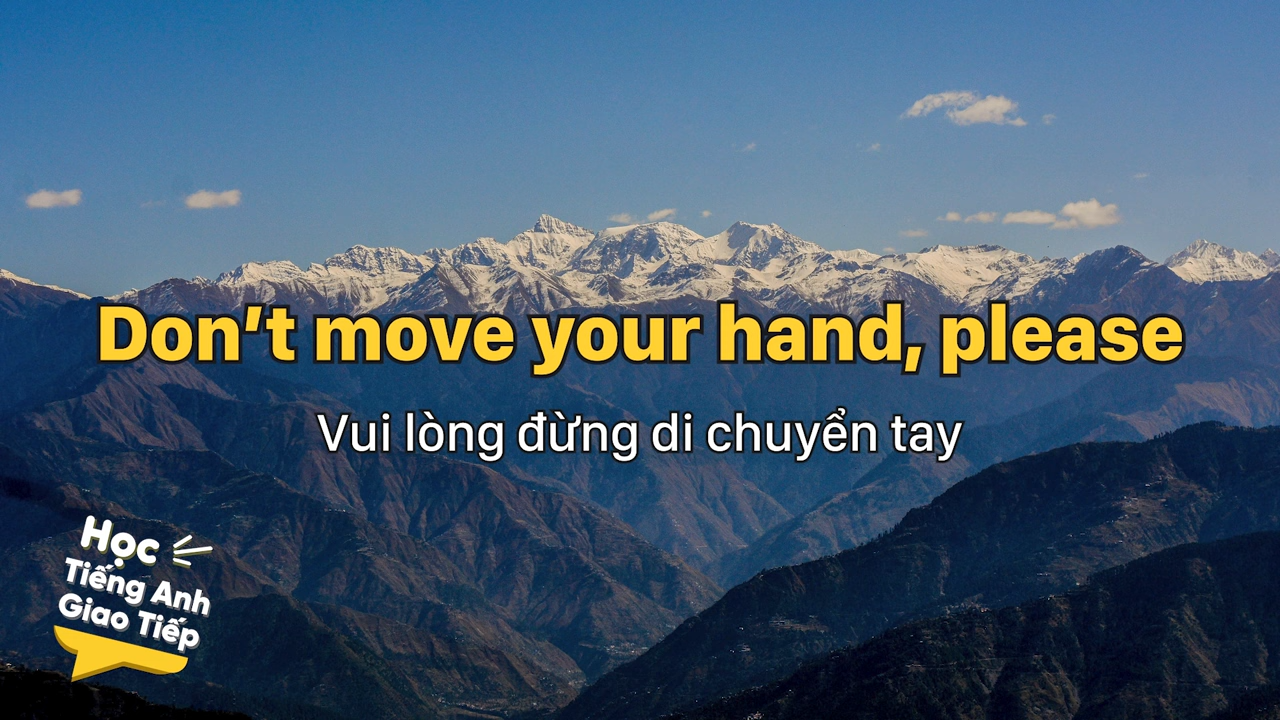 Don’t move your hand, please
Vui lòng đừng di chuyển tay
Học
Tiếng Anh
Giao Tiếp